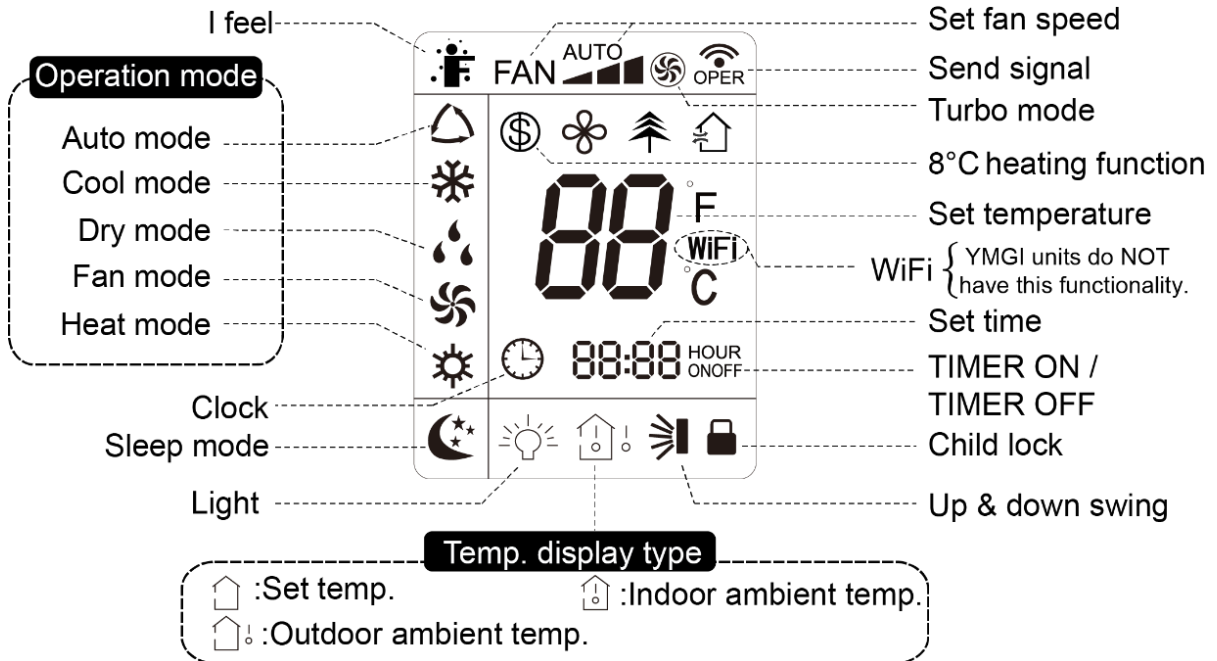 I feel
Set fan speed
Operation mode
FAN AUTO OPER
Send signal
Turbo mode
Auto mode
8°C heating function
Cool mode
Set temperature
88 °F
WiFi
°C
Dry mode
WiFi { YMGI units do NOT
have this functionality.
Fan mode
Set time
Heat mode
88:88 HOUR
ONOFF
TIMER ON /
TIMER OFF
Clock
Sleep mode
Child lock
Light
Up & down swing
Temp. display type
:Set temp.
:Indoor ambient temp.
:Outdoor ambient temp.